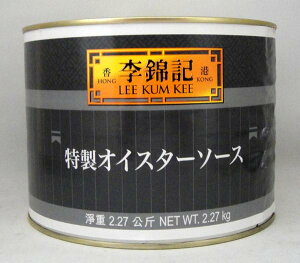 香 李錦記 港
HONG LEE KUM KEE KONG
特製オイスターソース
淨重 2.27 公斤 NET WT. 2.27 kg